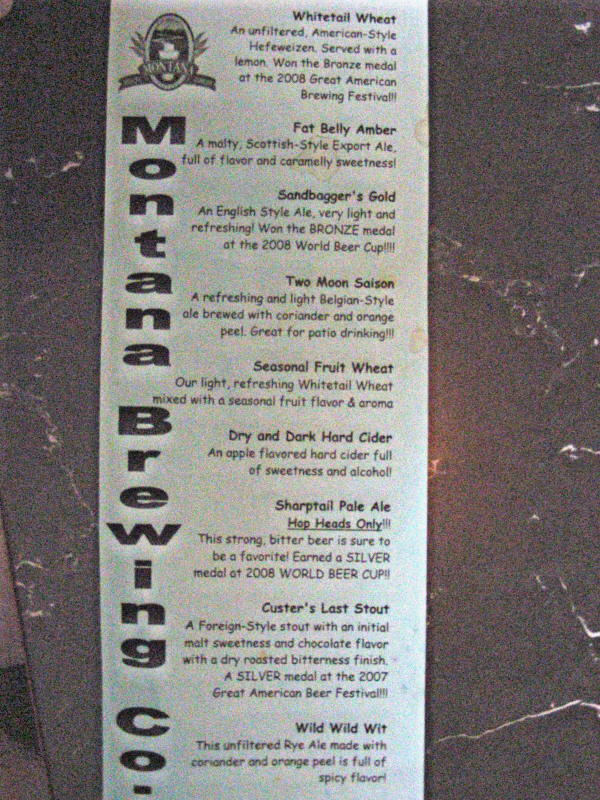 MONTANA
Montana Brewing Co.
Whitetail Wheat
An unfiltered, American-Style
Hefeweizen. Served with a
lemon. Won the Bronze medal
at the 2008 Great American
Brewing Festival!!!
Fat Belly Amber
A malty, Scottish-Style Export Ale,
full of flavor and caramelly sweetness!
Sandbagger's Gold
An English Style Ale, very light and
refreshing! Won the BRONZE medal
at the 2008 World Beer Cup!!!!
Two Moon Saison
A refreshing and light Belgian-Style
ale brewed with coriander and orange
peel. Great for patio drinking!!!
Seasonal Fruit Wheat
Our light, refreshing Whitetail Wheat
mixed with a seasonal fruit flavor & aroma
Dry and Dark Hard Cider
An apple flavored hard cider full
of sweetness and alcohol!
Sharptail Pale Ale
Hop Heads Only!!!
This strong, bitter beer is sure to
be a favorite! Earned a SILVER
medal at 2008 WORLD BEER CUP!!
Custer's Last Stout
A Foreign-Style stout with an initial
malt sweetness and chocolate flavor
with a dry roasted bitterness finish.
A SILVER medal at the 2007
Great American Beer Festival!!!
Wild Wild Wit
This unfiltered Rye Ale made with
coriander and orange peel is full of
spicy flavor!